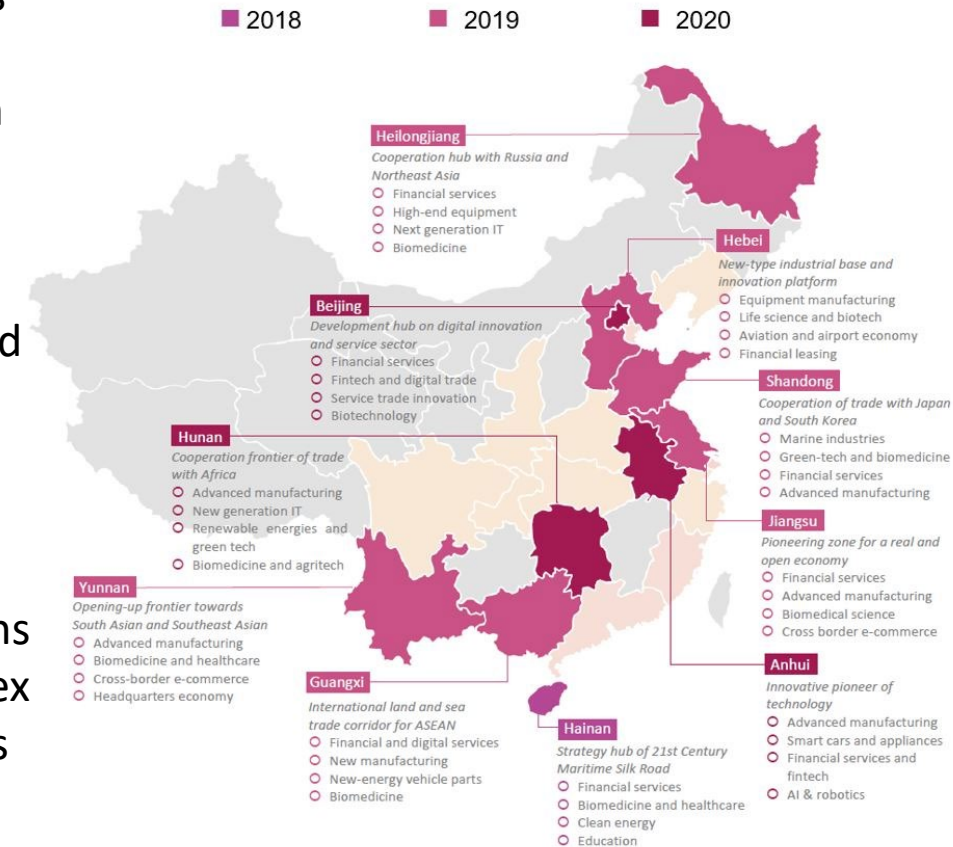 s
n
d
ns
ex
s
2018
2019
2020
Heilongjiang
Cooperation hub with Russia and
Northeast Asia
Financial services
High-end equipment
Next generation IT
Biomedicine
Hebei
New-type industrial base and
innovation platform
Equipment manufacturing
Life science and biotech
Aviation and airport economy
Financial leasing
Beijing
Development hub on digital innovation
and service sector
Financial services
Fintech and digital trade
Service trade innovation
Biotechnology
Shandong
Cooperation of trade with Japan
and South Korea
Marine industries
Green-tech and biomedicine
Financial services
Advanced manufacturing
Hunan
Cooperation frontier of trade
with Africa
Advanced manufacturing
New generation IT
Renewable energies and
green tech
Biomedicine and agritech
Jiangsu
Pioneering zone for a real and
open economy
Financial services
Advanced manufacturing
Biomedical science
Cross border e-commerce
Yunnan
Opening-up frontier towards
South Asian and Southeast Asian
Advanced manufacturing
Biomedicine and healthcare
Cross-border e-commerce
Headquarters economy
Guangxi
International land and sea
trade corridor for ASEAN
Financial and digital services
New manufacturing
New-energy vehicle parts
Biomedicine
Hainan
Strategy hub of 21st Century
Maritime Silk Road
Financial services
Biomedicine and healthcare
Clean energy
Education
Anhui
Innovative pioneer of
technology
Advanced manufacturing
Smart cars and appliances
Financial services and
fintech
AI & robotics